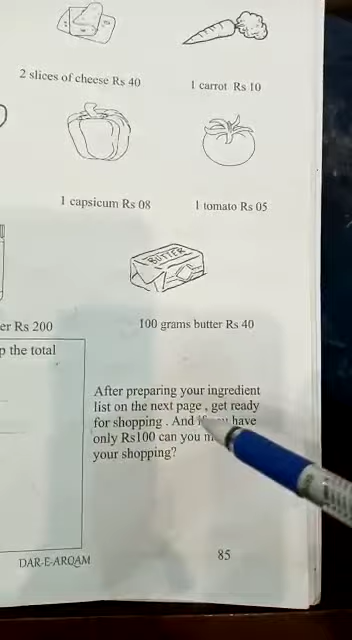 2 slices of cheese Rs 40
1 carrot Rs 10
1 capsicum Rs 08
1 tomato Rs 05
BUTTER
er Rs 200
100 grams butter Rs 40
p the total
After preparing your ingredient
list on the next page , get ready
for shopping . And have
only Rs100 can you
your shopping?
DAR-E-ARQAM
85